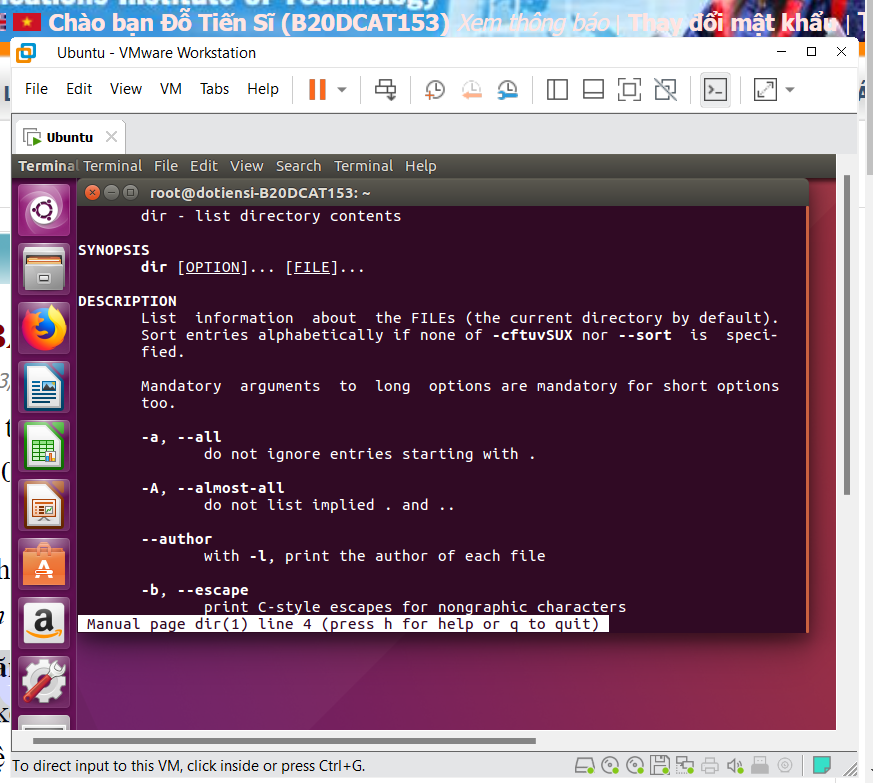 Chào bạn Đỗ Tiến Sĩ (B20DCAT153) Xem thông báo | Thay đổi mật khẩu |
Ubuntu - VMware Workstation
File Edit View VM Tabs Help
Ubuntu
Terminal Terminal File Edit View Search Terminal Help
root@dotiensi-B20DCAT153: ~
dir - list directory contents
SYNOPSIS
dir [OPTION]... [FILE]...
DESCRIPTION
List information about the FILEs (the current directory by default).
Sort entries alphabetically if none of -cftuvSUX nor --sort is speci-
fied.
Mandatory arguments to long options are mandatory for short options
too.
-a, --all
do not ignore entries starting with .
-A, --almost-all
do not list implied . and ..
--author
with -l, print the author of each file
-b, --escape
print C-style escapes for nongraphic characters
Manual page dir(1) line 4 (press h for help or q to quit)
To direct input to this VM, click inside or press Ctrl+G.